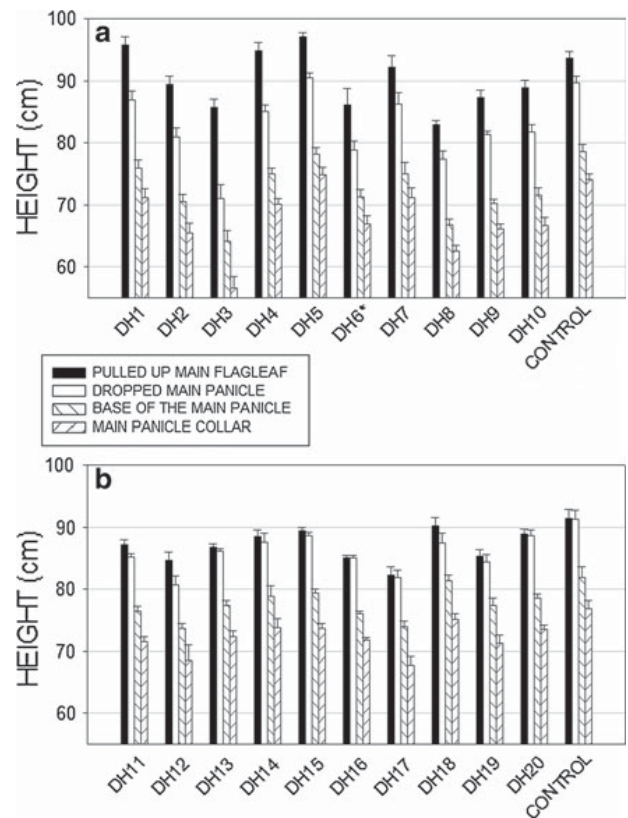 a
HEIGHT (cm)
100
90
80
70
60
DH1 DH2 DH3 DH4 DH5 DH6* DH7 DH8 DH9 DH10 CONTROL
PULLED UP MAIN FLAGLEAF
DROPPED MAIN PANICLE
BASE OF THE MAIN PANICLE
MAIN PANICLE COLLAR
b
HEIGHT (cm)
100
90
80
70
60
DH11 DH12 DH13 DH14 DH15 DH16 DH17 DH18 DH19 DH20 CONTROL